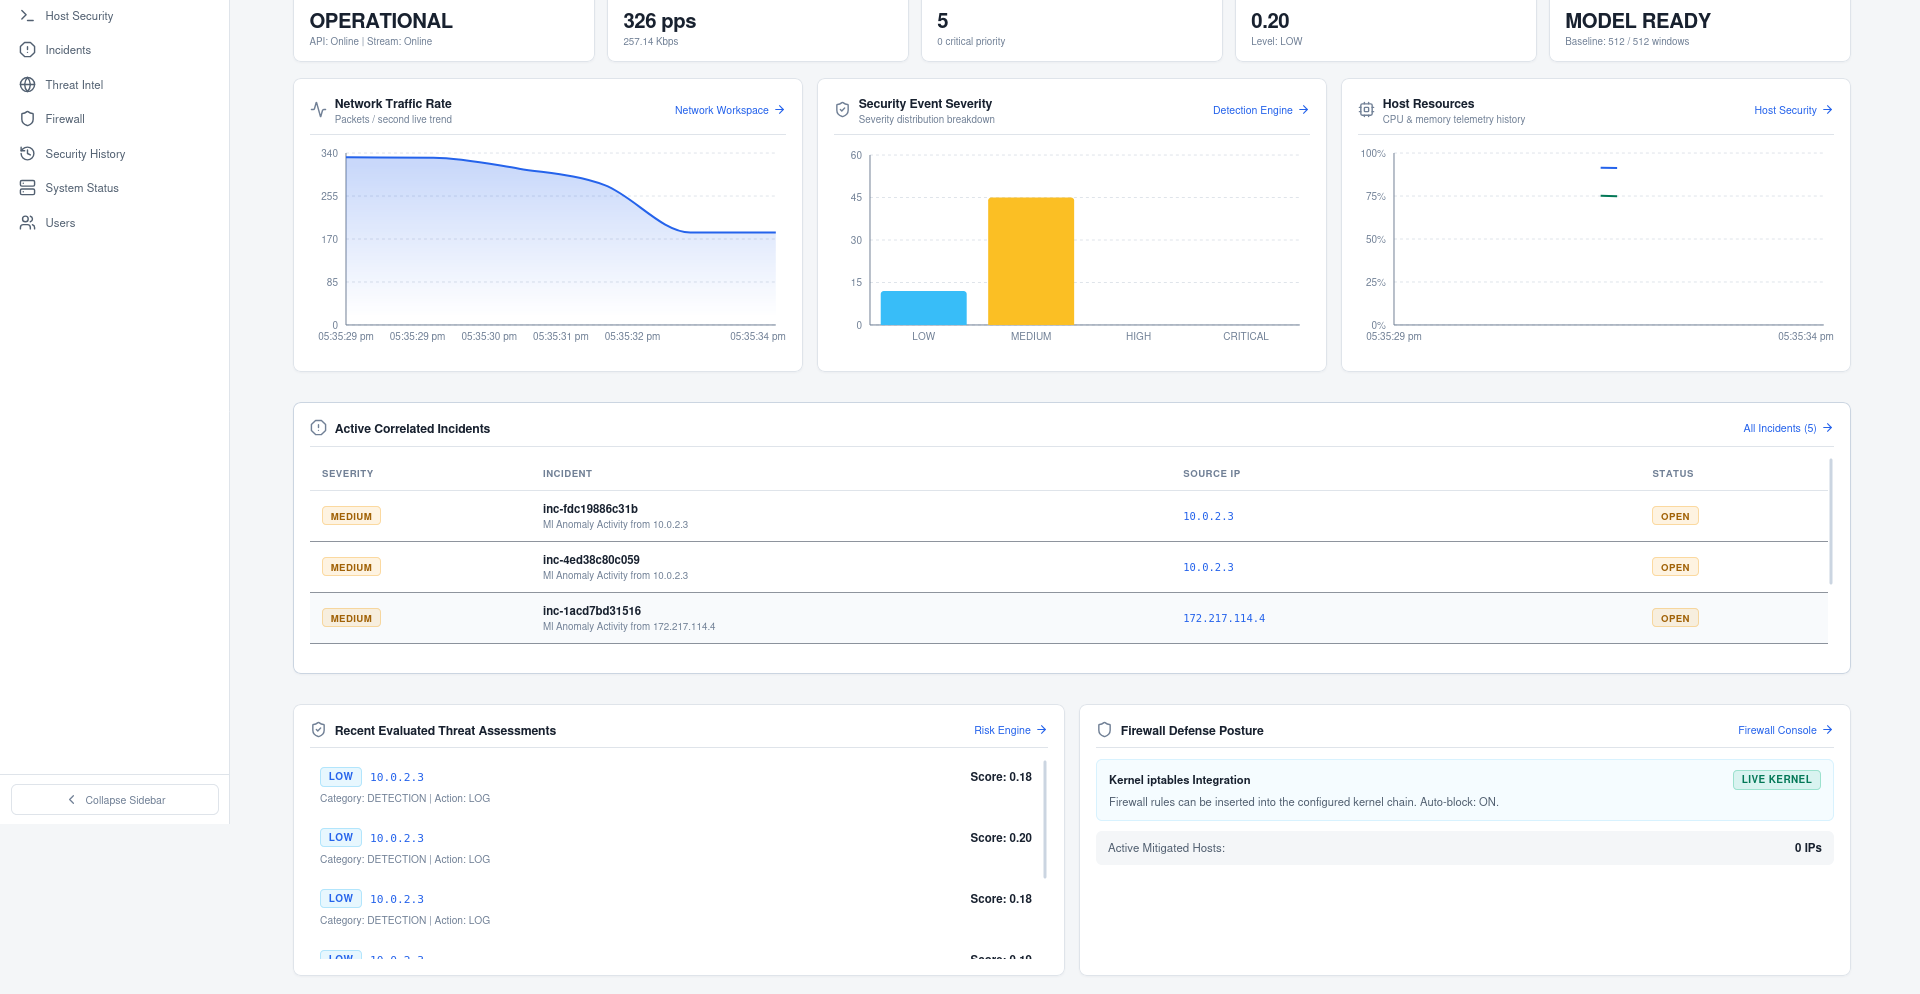 Host Security
Incidents
Threat Intel
Firewall
Security History
System Status
Users
Collapse Sidebar
OPERATIONAL
API: Online | Stream: Online
326 pps
257.14 Kbps
5
0 critical priority
0.20
Level: LOW
MODEL READY
Baseline: 512 / 512 windows
Network Traffic Rate
Packets / second live trend
Network Workspace
340
255
170
85
0
05:35:29 pm 05:35:29 pm 05:35:30 pm 05:35:31 pm 05:35:32 pm 05:35:34 pm
Security Event Severity
Severity distribution breakdown
Detection Engine
60
45
30
15
0
LOW MEDIUM HIGH CRITICAL
Host Resources
CPU & memory telemetry history
Host Security
100%
75%
50%
25%
0%
05:35:29 pm 05:35:34 pm
Active Correlated Incidents
All Incidents (5)
SEVERITY INCIDENT SOURCE IP STATUS
MEDIUM inc-fdc19886c31b 10.0.2.3 OPEN
Ml Anomaly Activity from 10.0.2.3
MEDIUM inc-4ed38c80c059 10.0.2.3 OPEN
Ml Anomaly Activity from 10.0.2.3
MEDIUM inc-1acd7bd31516 172.217.114.4 OPEN
Ml Anomaly Activity from 172.217.114.4
Recent Evaluated Threat Assessments
Risk Engine
LOW 10.0.2.3 Score: 0.18
Category: DETECTION | Action: LOG
LOW 10.0.2.3 Score: 0.20
Category: DETECTION | Action: LOG
LOW 10.0.2.3 Score: 0.18
Category: DETECTION | Action: LOG
LOW 10.0.2.3 Score: 0.19
Firewall Defense Posture
Firewall Console
Kernel iptables Integration
LIVE KERNEL
Firewall rules can be inserted into the configured kernel chain. Auto-block: ON.
Active Mitigated Hosts: 0 IPs